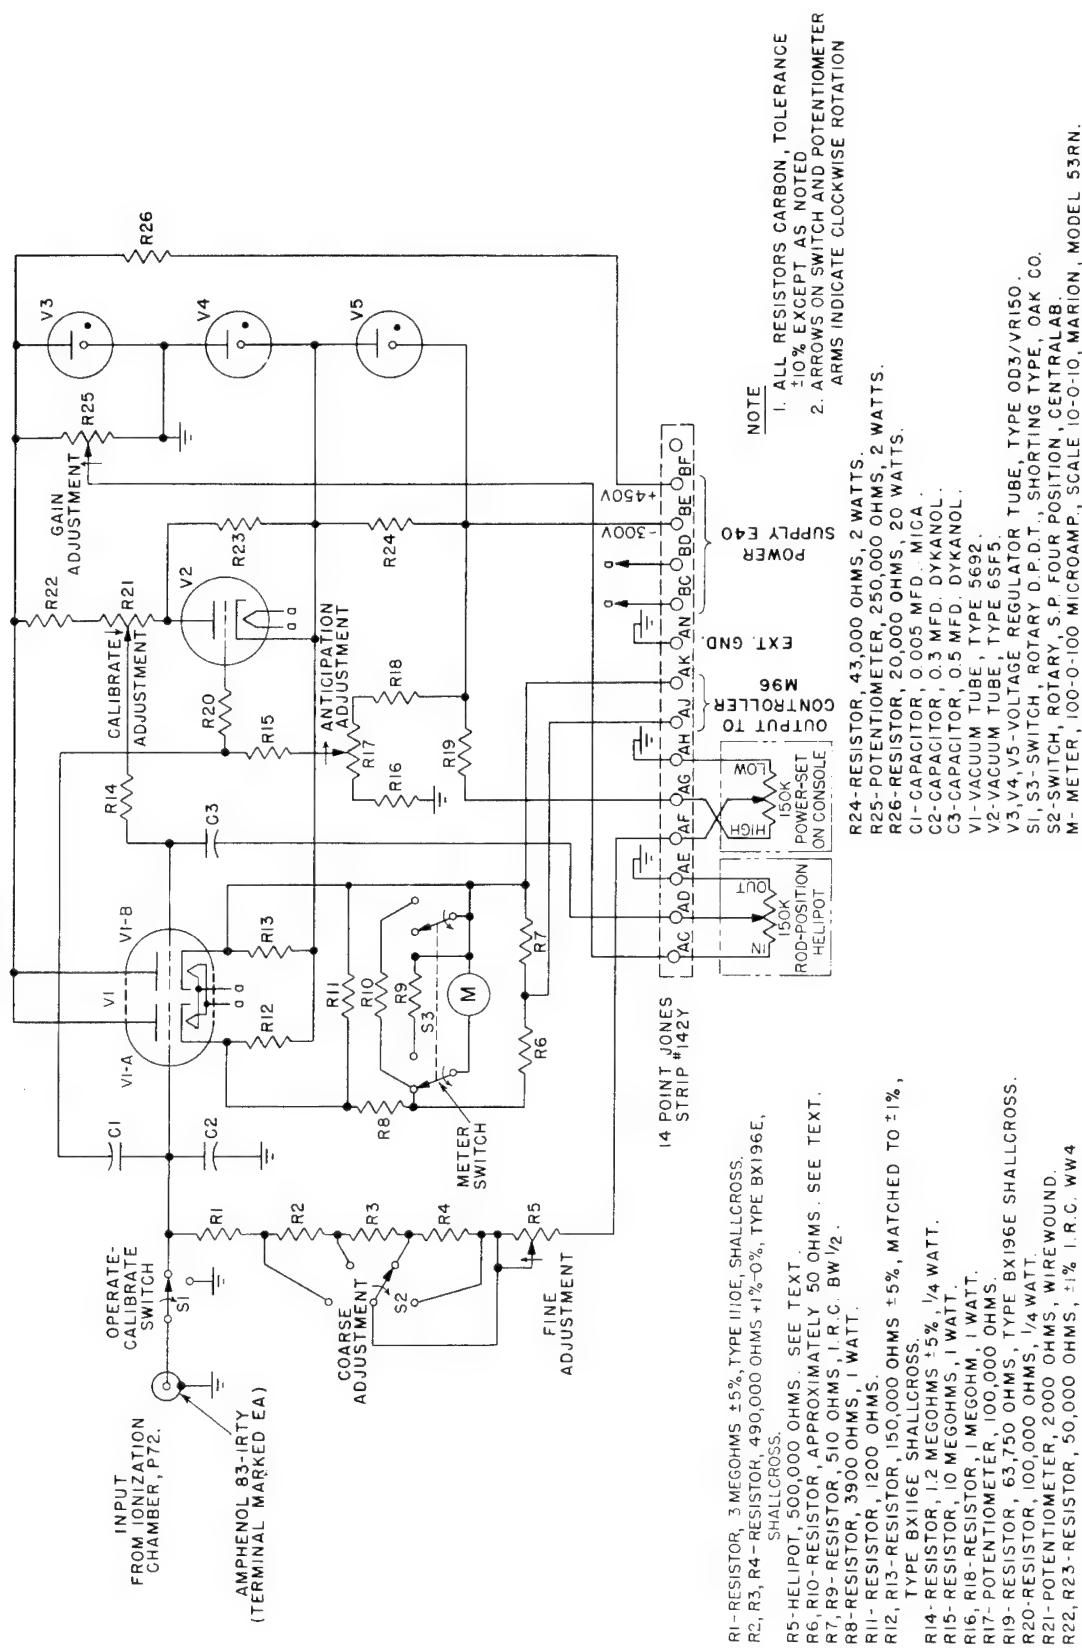 INPUT
FROM IONIZATION
CHAMBER, P72.
AMPHENOL 83-1RTY
(TERMINAL MARKED EA)
OPERATE-
CALIBRATE
SWITCH
S1
C1
C2
R1
R2
R3
R4
R5
COARSE
ADJUSTMENT
S2
FINE
ADJUSTMENT
V1-A
V1
V1-B
a
a
R12
R13
R11
R8
R10
R9
S3
M
METER
SWITCH
R6
R7
C3
R14
CALIBRATE
ADJUSTMENT
R22
R21
R20
R15
V2
a
a
R23
R24
ANTICIPATION
ADJUSTMENT
R17
R16
R18
R19
GAIN
ADJUSTMENT
R25
V3
V4
V5
R26
14 POINT JONES
STRIP #142Y
AC
AD
AE
AF
AG
AH
AJ
AK
AN
BC
BD
BE
BF
IN
OUT
150K
ROD-POSITION
HELIPOT
HIGH
LOW
150K
POWER-SET
ON CONSOLE
OUTPUT TO
CONTROLLER
M96
EXT. GND.
a
a
-300V
+450V
POWER
SUPPLY E40
NOTE
1. ALL RESISTORS CARBON, TOLERANCE
±10% EXCEPT AS NOTED
2. ARROWS ON SWITCH AND POTENTIOMETER
ARMS INDICATE CLOCKWISE ROTATION
R1-RESISTOR, 3 MEGOHMS ±5%, TYPE 1110E, SHALLCROSS.
R2, R3, R4-RESISTOR, 490,000 OHMS +1%-0%, TYPE BX196E,
SHALLCROSS.
R5-HELIPOT, 500,000 OHMS. SEE TEXT.
R6, R10-RESISTOR, APPROXIMATELY 50 OHMS. SEE TEXT.
R7, R9-RESISTOR, 510 OHMS, I.R.C. BW 1/2.
R8-RESISTOR, 3900 OHMS, 1 WATT.
R11-RESISTOR, 1200 OHMS.
R12, R13-RESISTOR, 150,000 OHMS ±5%, MATCHED TO ±1%,
TYPE BX116E SHALLCROSS.
R14-RESISTOR, 1.2 MEGOHMS ±5%, 1/4 WATT.
R15-RESISTOR, 10 MEGOHMS, 1 WATT.
R16, R18-RESISTOR, 1 MEGOHM, 1 WATT.
R17-POTENTIOMETER, 100,000 OHMS.
R19-RESISTOR, 63,750 OHMS, TYPE BX196E SHALLCROSS.
R20-RESISTOR, 100,000 OHMS, 1/4 WATT.
R21-POTENTIOMETER, 2000 OHMS, WIREWOUND.
R22, R23-RESISTOR, 50,000 OHMS, ±1% I.R.C. WW4
R24-RESISTOR, 43,000 OHMS, 2 WATTS.
R25-POTENTIOMETER, 250,000 OHMS, 2 WATTS.
R26-RESISTOR, 20,000 OHMS, 20 WATTS.
C1-CAPACITOR, 0.005 MFD. MICA.
C2-CAPACITOR, 0.3 MFD. DYKANOL.
C3-CAPACITOR, 0.5 MFD. DYKANOL.
V1-VACUUM TUBE, TYPE 5692.
V2-VACUUM TUBE, TYPE 6SF5.
V3, V4, V5-VOLTAGE REGULATOR TUBE, TYPE OD3/VR150.
S1, S3-SWITCH, ROTARY D.P.D.T., SHORTING TYPE, OAK CO.
S2-SWITCH, ROTARY, S.P. FOUR POSITION, CENTRALAB.
M-METER, 100-0-100 MICROAMP., SCALE 10-0-10, MARION, MODEL 53RN.